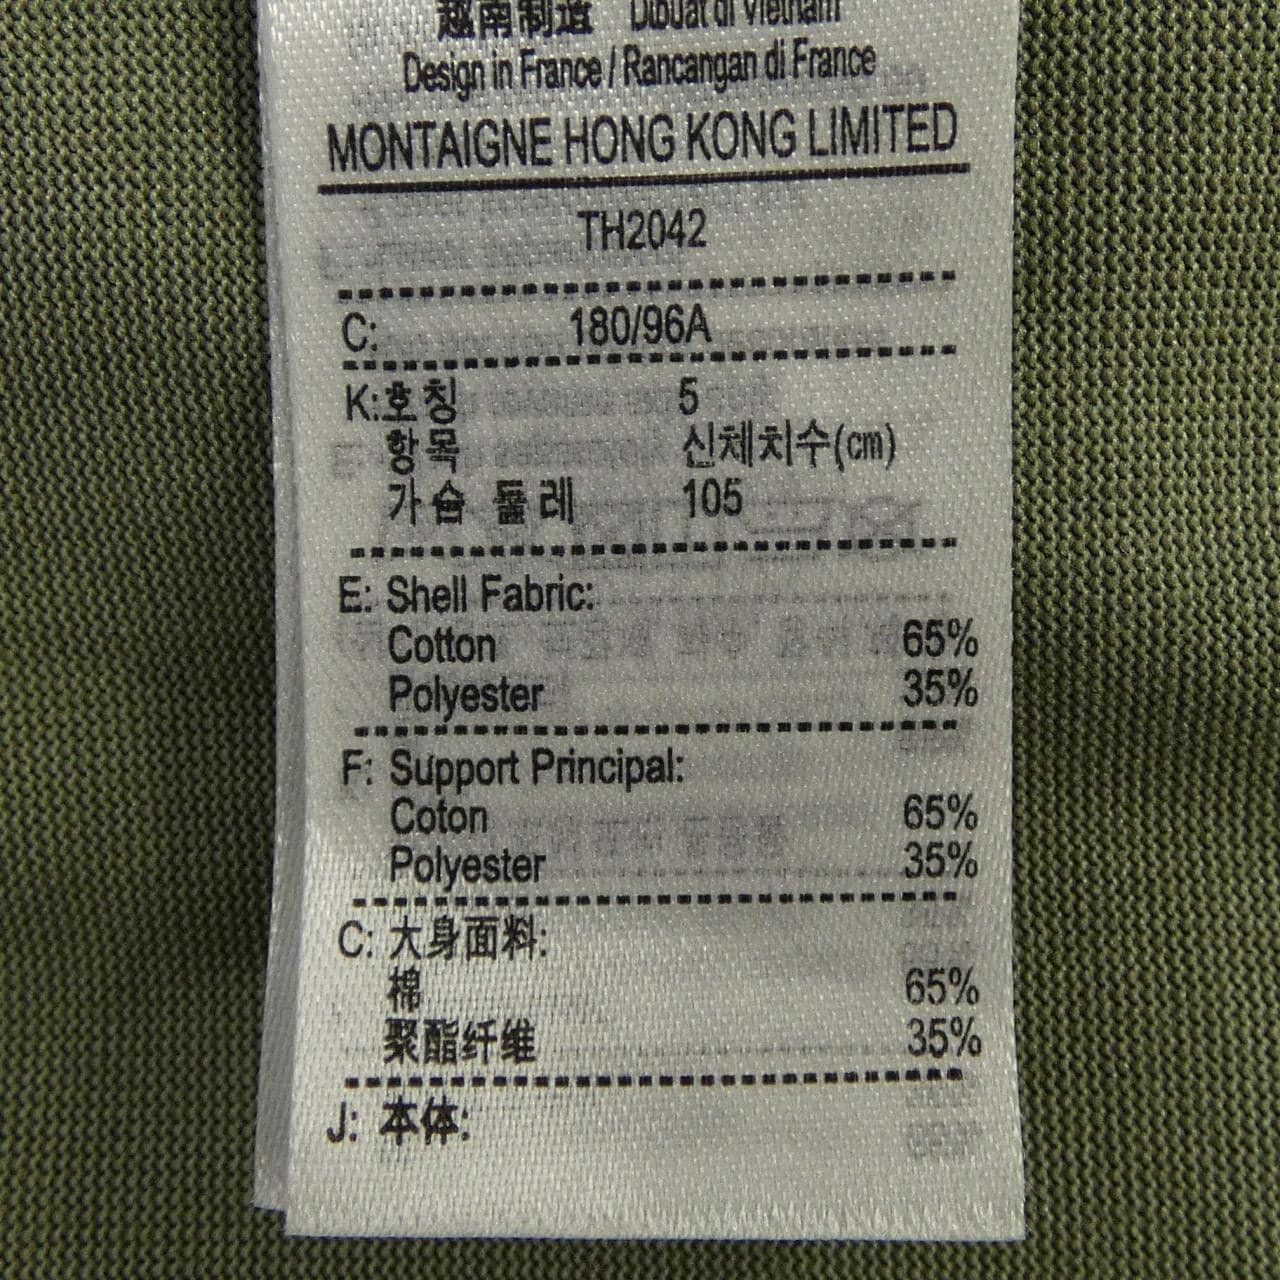 越南制造 Dibuat di Vietnam
Design in France / Rancangan di France
MONTAIGNE HONG KONG LIMITED
TH2042
C: 180/96A
K:호칭 5
항목 신체치수(cm)
가슴 둘레 105
E: Shell Fabric:
Cotton 65%
Polyester 35%
F: Support Principal:
Coton 65%
Polyester 35%
C: 大身面料:
棉 65%
聚酯纤维 35%
J: 本体: